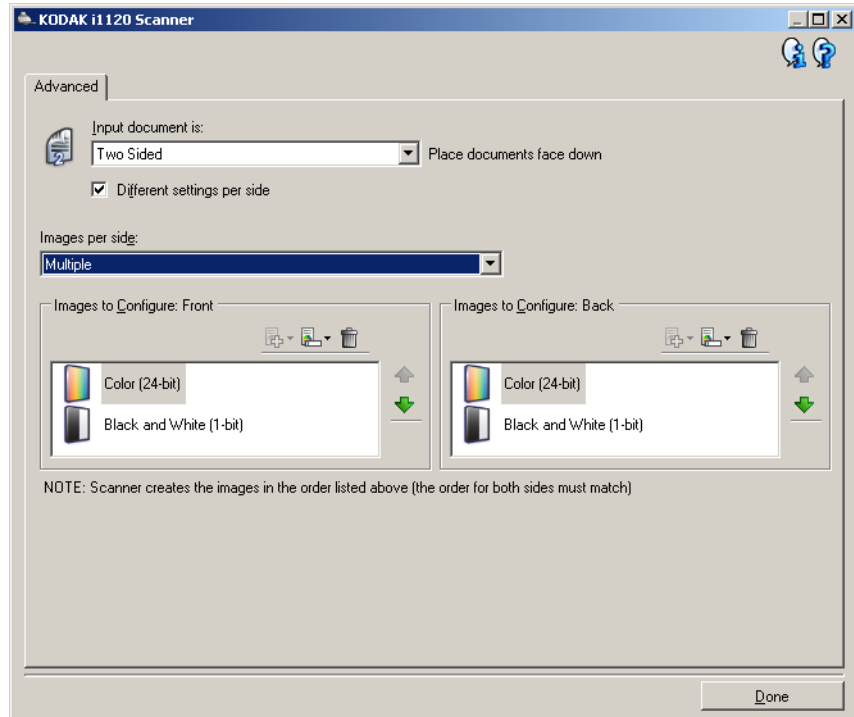 KODAK i1120 Scanner
Advanced
Input document is:
2
Two Sided
Place documents face down
Different settings per side
Images per side:
Multiple
Images to Configure: Front
Images to Configure: Back
Color (24-bit)
Color (24-bit)
Black and White (1-bit)
Black and White (1-bit)
NOTE: Scanner creates the images in the order listed above (the order for both sides must match)
Done